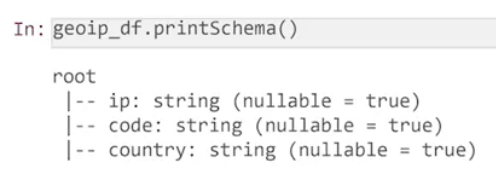 In: geoip_df.printSchema()
root
|-- ip: string (nullable = true)
|-- code: string (nullable = true)
|-- country: string (nullable = true)